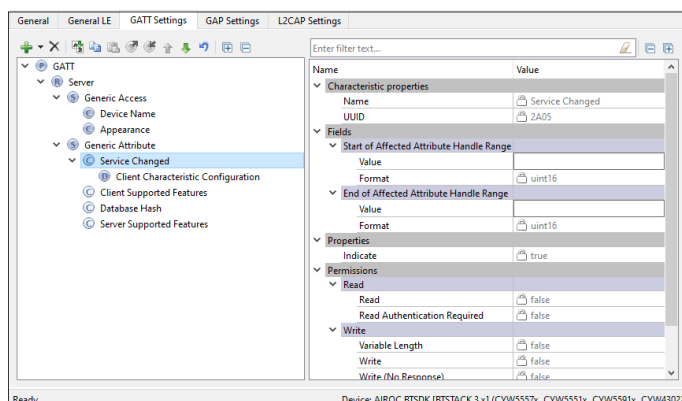 General General LE GATT Settings GAP Settings L2CAP Settings
Enter filter text...
P GATT
R Server
S Generic Access
C Device Name
C Appearance
S Generic Attribute
C Service Changed
D Client Characteristic Configuration
C Client Supported Features
C Database Hash
C Server Supported Features
Name Value
Characteristic properties
Name Service Changed
UUID 2A05
Fields
Start of Affected Attribute Handle Range
Value
Format uint16
End of Affected Attribute Handle Range
Value
Format uint16
Properties
Indicate true
Permissions
Read
Read false
Read Authentication Required false
Write
Variable Length false
Write false
Write (No Response) false
Ready Device: AIROC BTSDK [BTSTACK 3.x] (CYW5557x, CYW5551x, CYW5591x, CYW4302